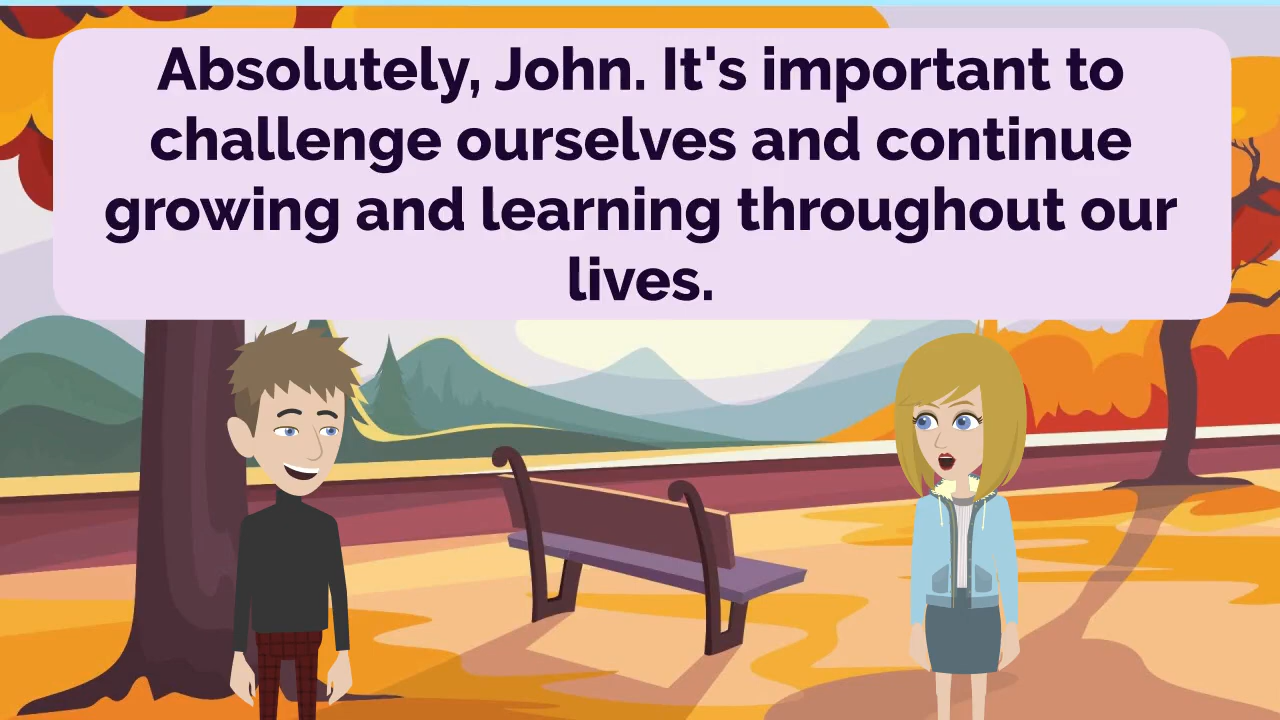 Absolutely, John. It's important to
challenge ourselves and continue
growing and learning throughout our
lives.